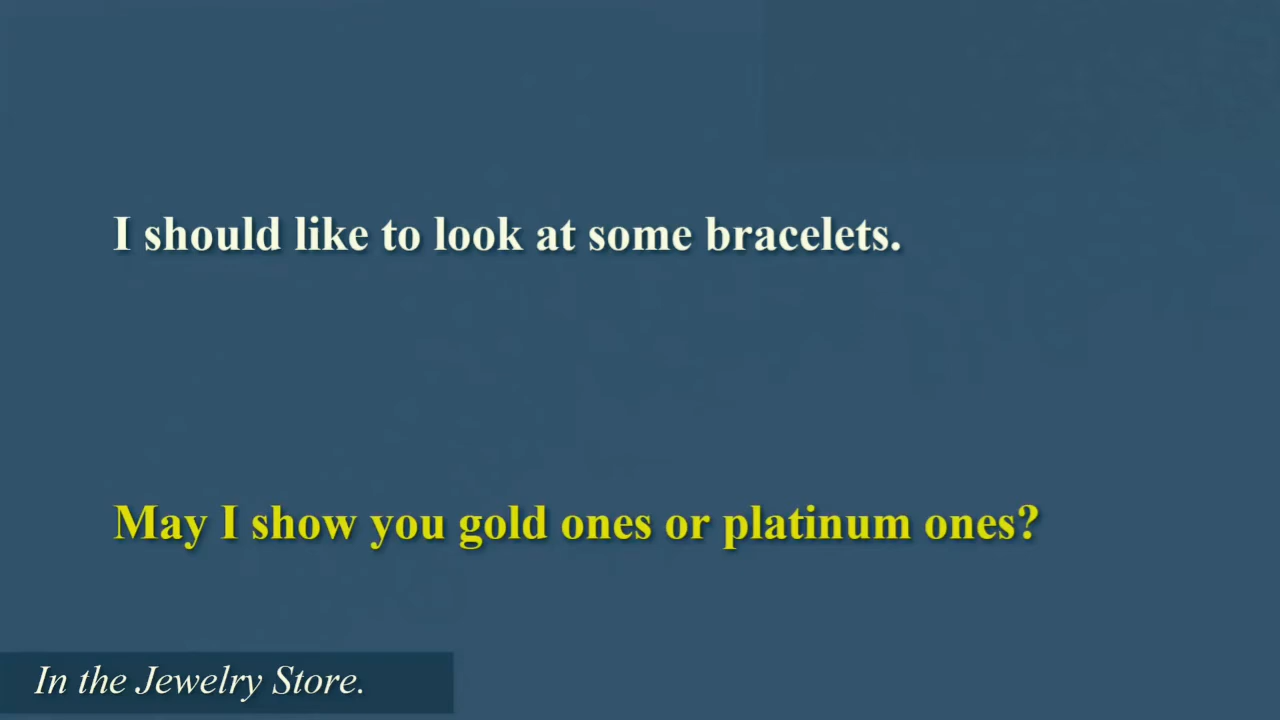 I should like to look at some bracelets.
May I show you gold ones or platinum ones?
In the Jewelry Store.